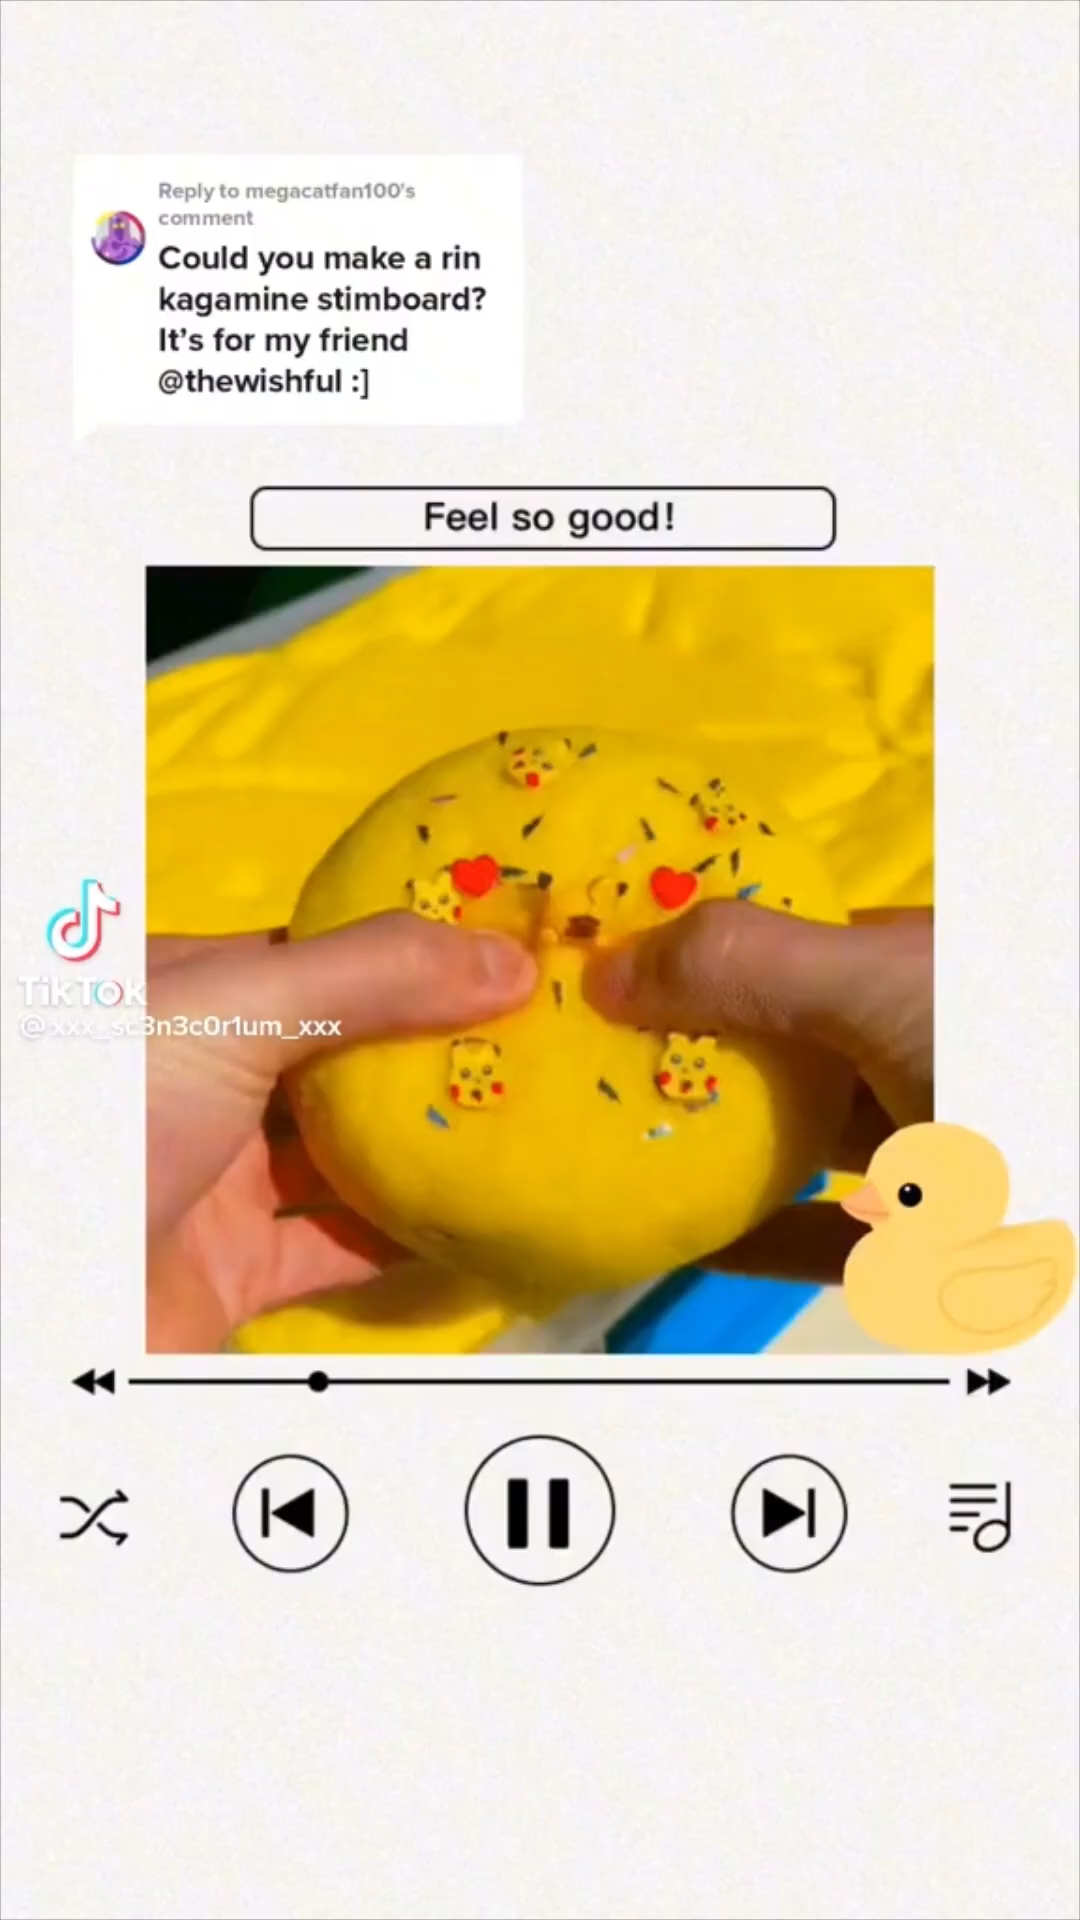 Reply to megacatfan100's
comment
Could you make a rin
kagamine stimboard?
It's for my friend
@thewishful :]
Feel so good!
TikTok
@xxx_sc3n3c0r1um_xxx